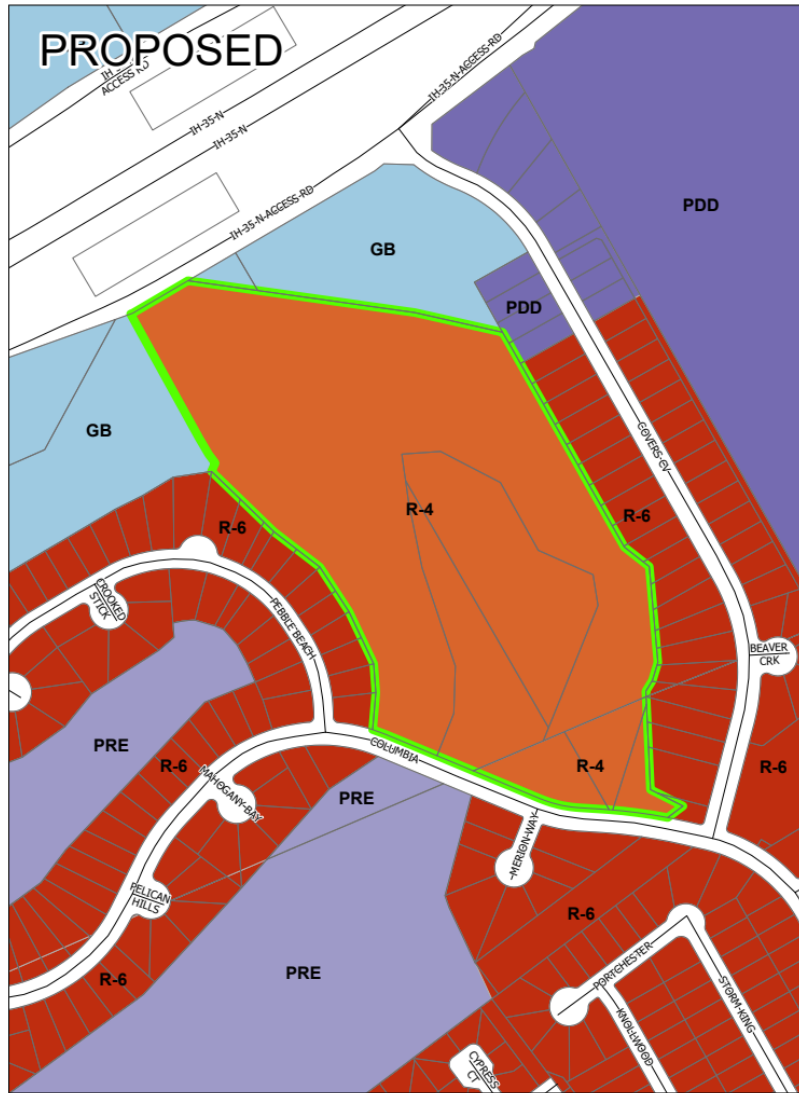 PROPOSED
ACCESS RD
IH-35-N-ACCESS-RD
IH-35-N
IH-35-N
IH-35-N-ACCESS-RD
PDD
GB
PDD
GB
COVERS-CV
R-4
R-6
R-6
CROOKED
STICK
PEBBLE BEACH
BEAVER
CRK
PRE
COLUMBIA
R-6
R-4
R-6
MAHOGANY-BAY
PRE
MERION-WAY
PELICAN
HILLS
R-6
PRE
R-6
PORTCHESTER
STORM-KING
KNOLLWOOD
CYPRESS
CT